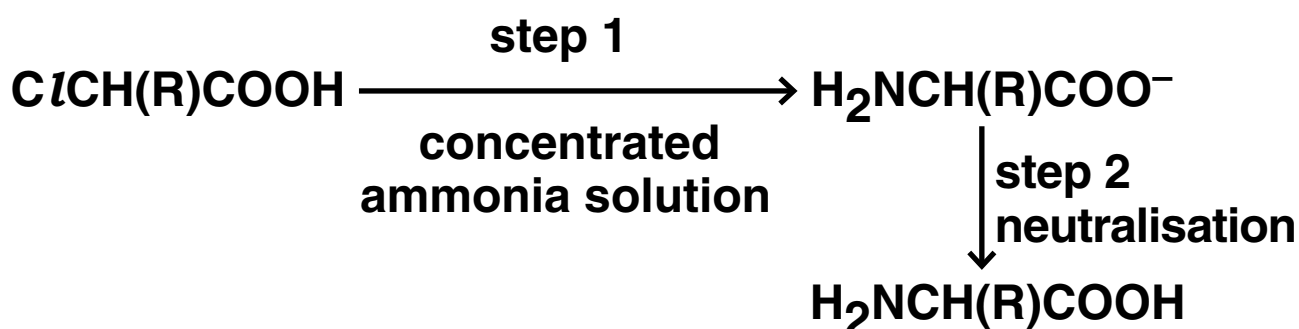 step 1
ClCH(R)COOH
H₂NCH(R)COO⁻
concentrated
ammonia solution
step 2
neutralisation
H₂NCH(R)COOH